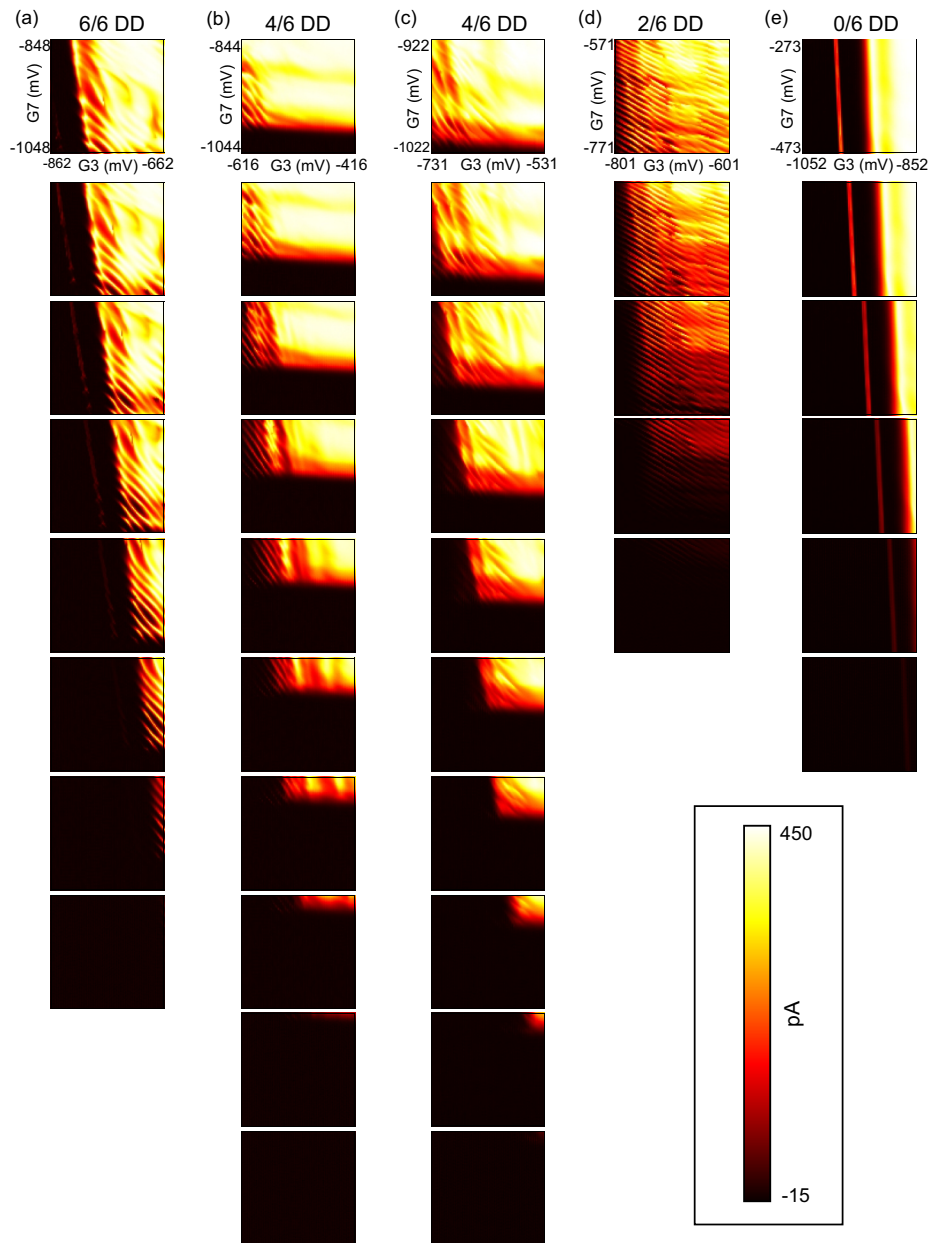 (a) (b) (c) (d) (e)
6/6 DD 4/6 DD 4/6 DD 2/6 DD 0/6 DD
-848 -844 -922 -571 -273
G7 (mV) G7 (mV) G7 (mV) G7 (mV) G7 (mV)
-1048 -1044 -1022 -771 -473
-862 G3 (mV) -662 -616 G3 (mV) -416 -731 G3 (mV) -531 -801 G3 (mV) -601 -1052 G3 (mV) -852
450
pA
-15